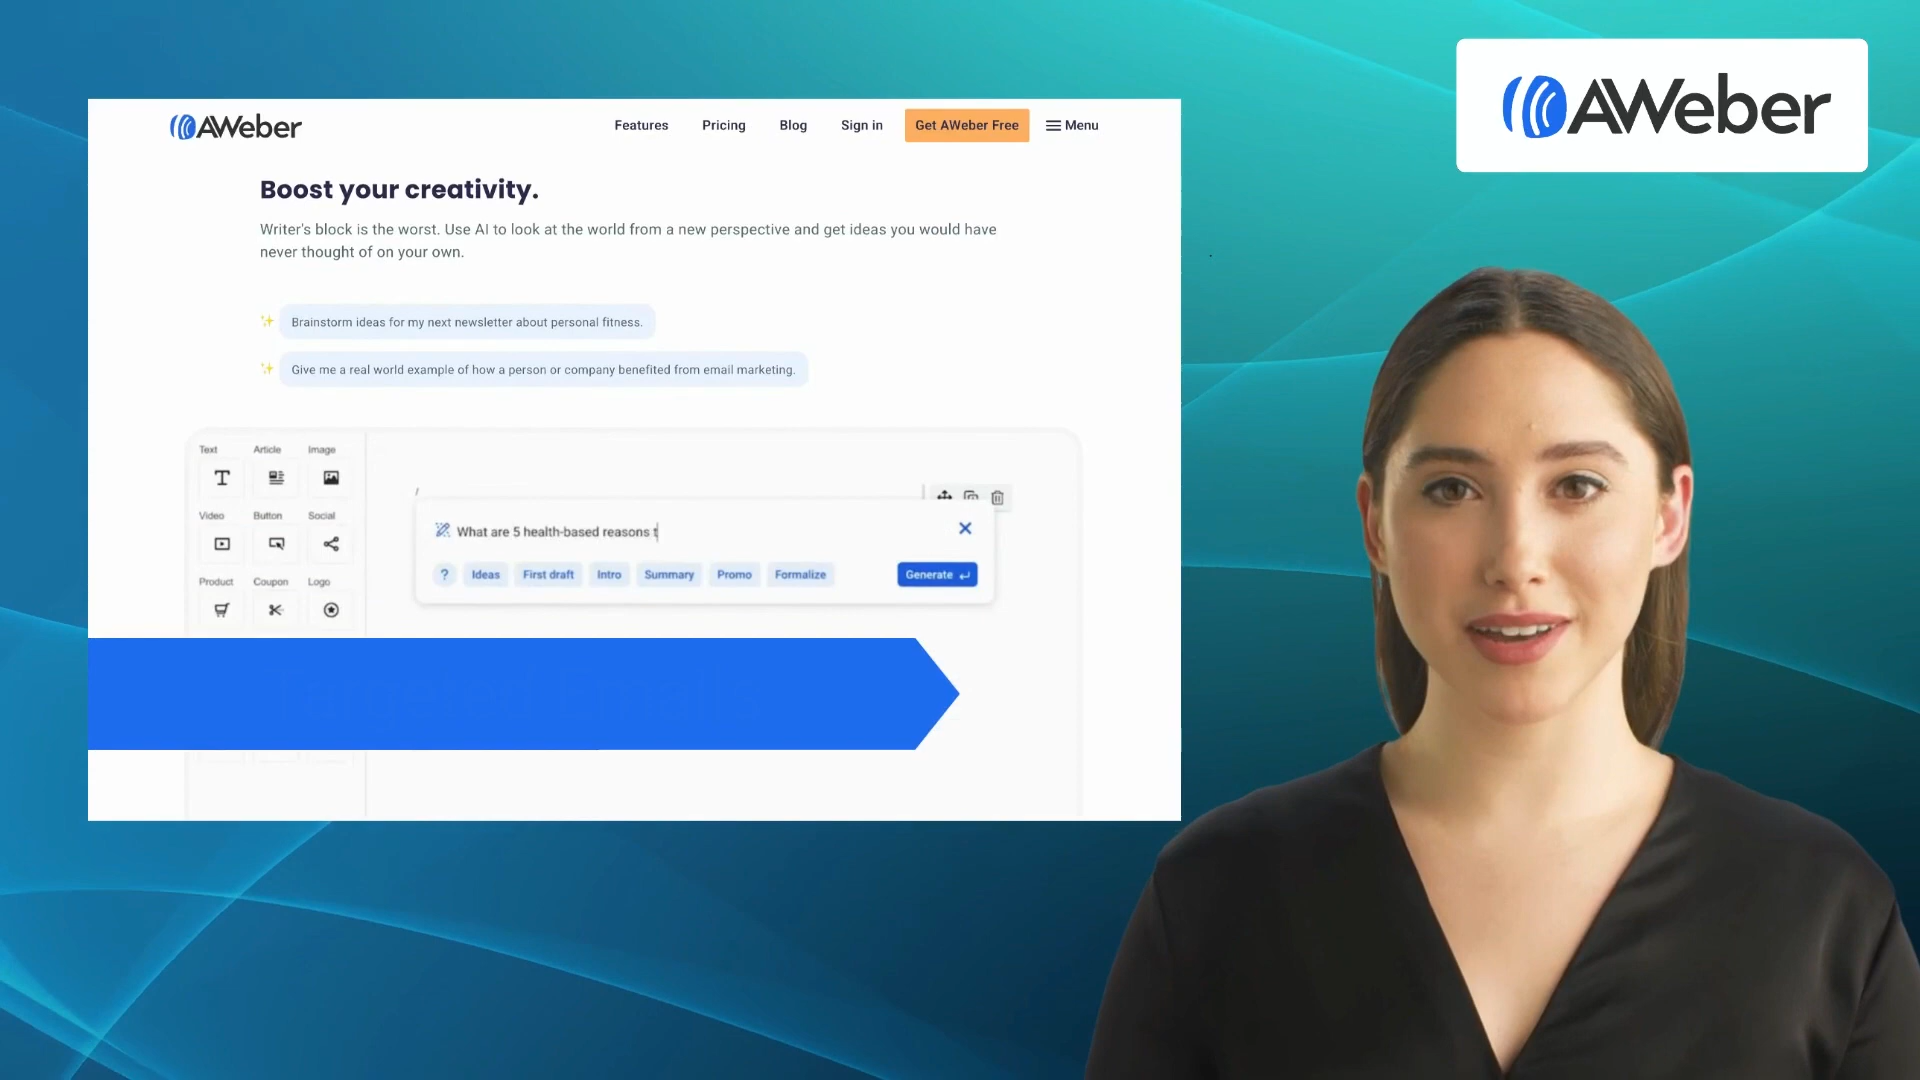 AWeber
AWeber
Features Pricing Blog Sign in Get AWeber Free Menu
Boost your creativity.
Writer's block is the worst. Use AI to look at the world from a new perspective and get ideas you would have
never thought of on your own.
Brainstorm ideas for my next newsletter about personal fitness.
Give me a real world example of how a person or company benefited from email marketing.
Text Article Image
/
What are 5 health-based reasons t
Video Button Social
? Ideas First draft Intro Summary Promo Formalize Generate
Product Coupon Logo